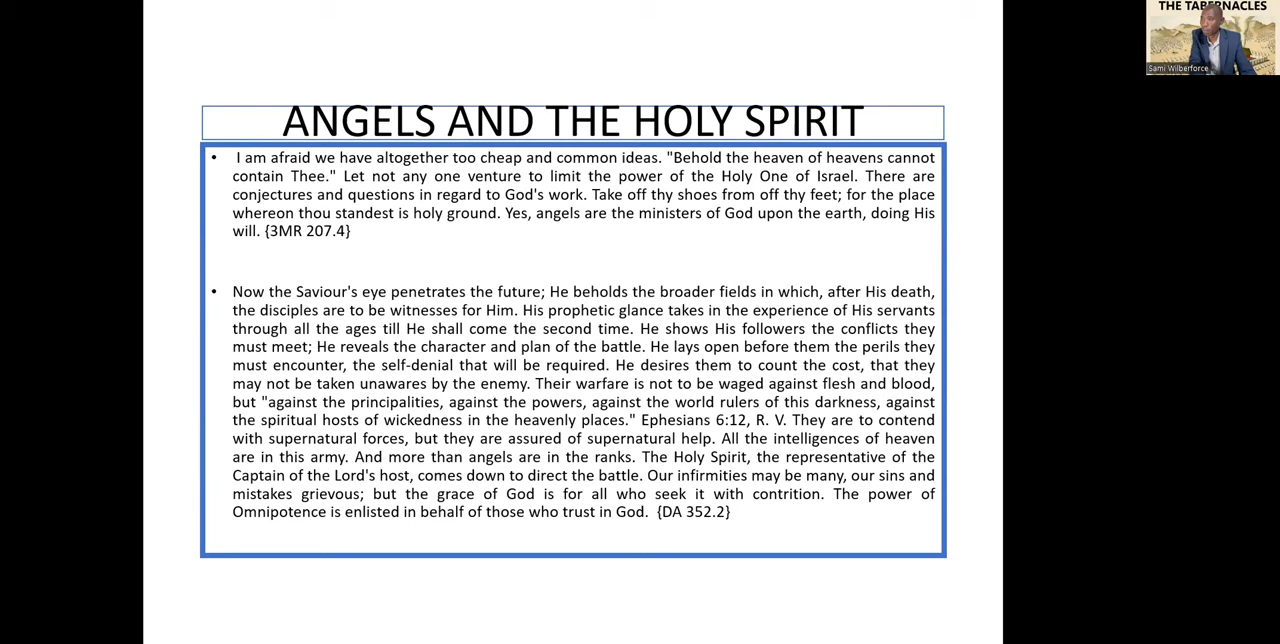 THE TABERNACLES
Sami Wilberforce
ANGELS AND THE HOLY SPIRIT
• I am afraid we have altogether too cheap and common ideas. "Behold the heaven of heavens cannot
contain Thee." Let not any one venture to limit the power of the Holy One of Israel. There are
conjectures and questions in regard to God's work. Take off thy shoes from off thy feet; for the place
whereon thou standest is holy ground. Yes, angels are the ministers of God upon the earth, doing His
will. {3MR 207.4}
• Now the Saviour's eye penetrates the future; He beholds the broader fields in which, after His death,
the disciples are to be witnesses for Him. His prophetic glance takes in the experience of His servants
through all the ages till He shall come the second time. He shows His followers the conflicts they
must meet; He reveals the character and plan of the battle. He lays open before them the perils they
must encounter, the self-denial that will be required. He desires them to count the cost, that they
may not be taken unawares by the enemy. Their warfare is not to be waged against flesh and blood,
but "against the principalities, against the powers, against the world rulers of this darkness, against
the spiritual hosts of wickedness in the heavenly places." Ephesians 6:12, R. V. They are to contend
with supernatural forces, but they are assured of supernatural help. All the intelligences of heaven
are in this army. And more than angels are in the ranks. The Holy Spirit, the representative of the
Captain of the Lord's host, comes down to direct the battle. Our infirmities may be many, our sins and
mistakes grievous; but the grace of God is for all who seek it with contrition. The power of
Omnipotence is enlisted in behalf of those who trust in God. {DA 352.2}